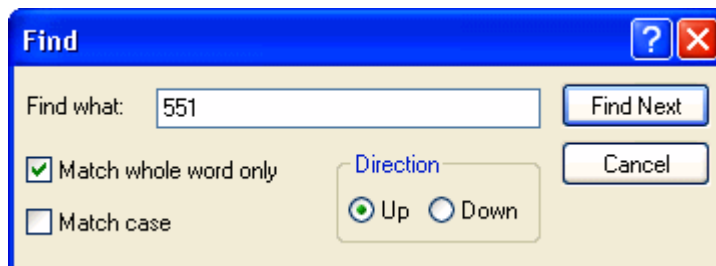 Find
Find what: 551 Find Next
Match whole word only Direction Cancel
Match case Up Down